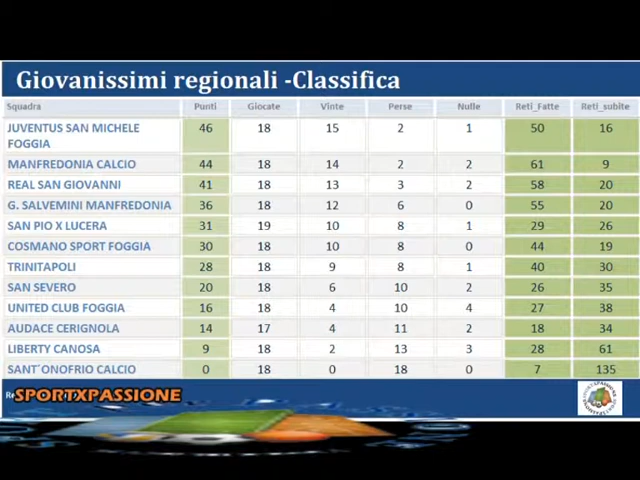 Giovanissimi regionali -Classifica
Squadra Punti Giocate Vinte Perse Nulle Reti_Fatte Reti_subite
JUVENTUS SAN MICHELE FOGGIA 46 18 15 2 1 50 16
MANFREDONIA CALCIO 44 18 14 2 2 61 9
REAL SAN GIOVANNI 41 18 13 3 2 58 20
G. SALVEMINI MANFREDONIA 36 18 12 6 0 55 20
SAN PIO X LUCERA 31 19 10 8 1 29 26
COSMANO SPORT FOGGIA 30 18 10 8 0 44 19
TRINITAPOLI 28 18 9 8 1 40 30
SAN SEVERO 20 18 6 10 2 26 35
UNITED CLUB FOGGIA 16 18 4 10 4 27 38
AUDACE CERIGNOLA 14 17 4 11 2 18 34
LIBERTY CANOSA 9 18 2 13 3 28 61
SANT´ONOFRIO CALCIO 0 18 0 18 0 7 135
SPORTXPASSIONE